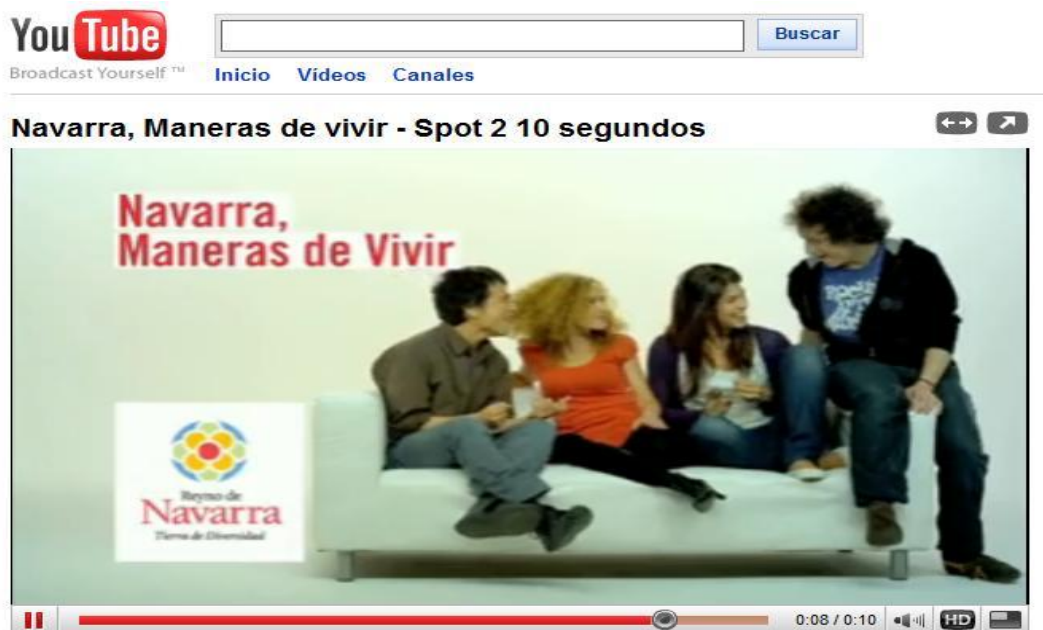 You Tube
Broadcast Yourself ™
Buscar
Inicio Vídeos Canales
Navarra, Maneras de vivir - Spot 2 10 segundos
Navarra,
Maneras de Vivir
Reyno de
Navarra
Tierra de Diversidad
0:08 / 0:10 HD